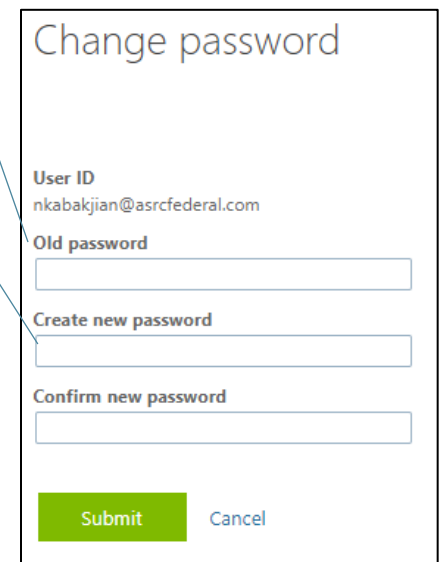 Change password
User ID
nkabakjian@asrcfederal.com
Old password
Create new password
Confirm new password
Submit Cancel